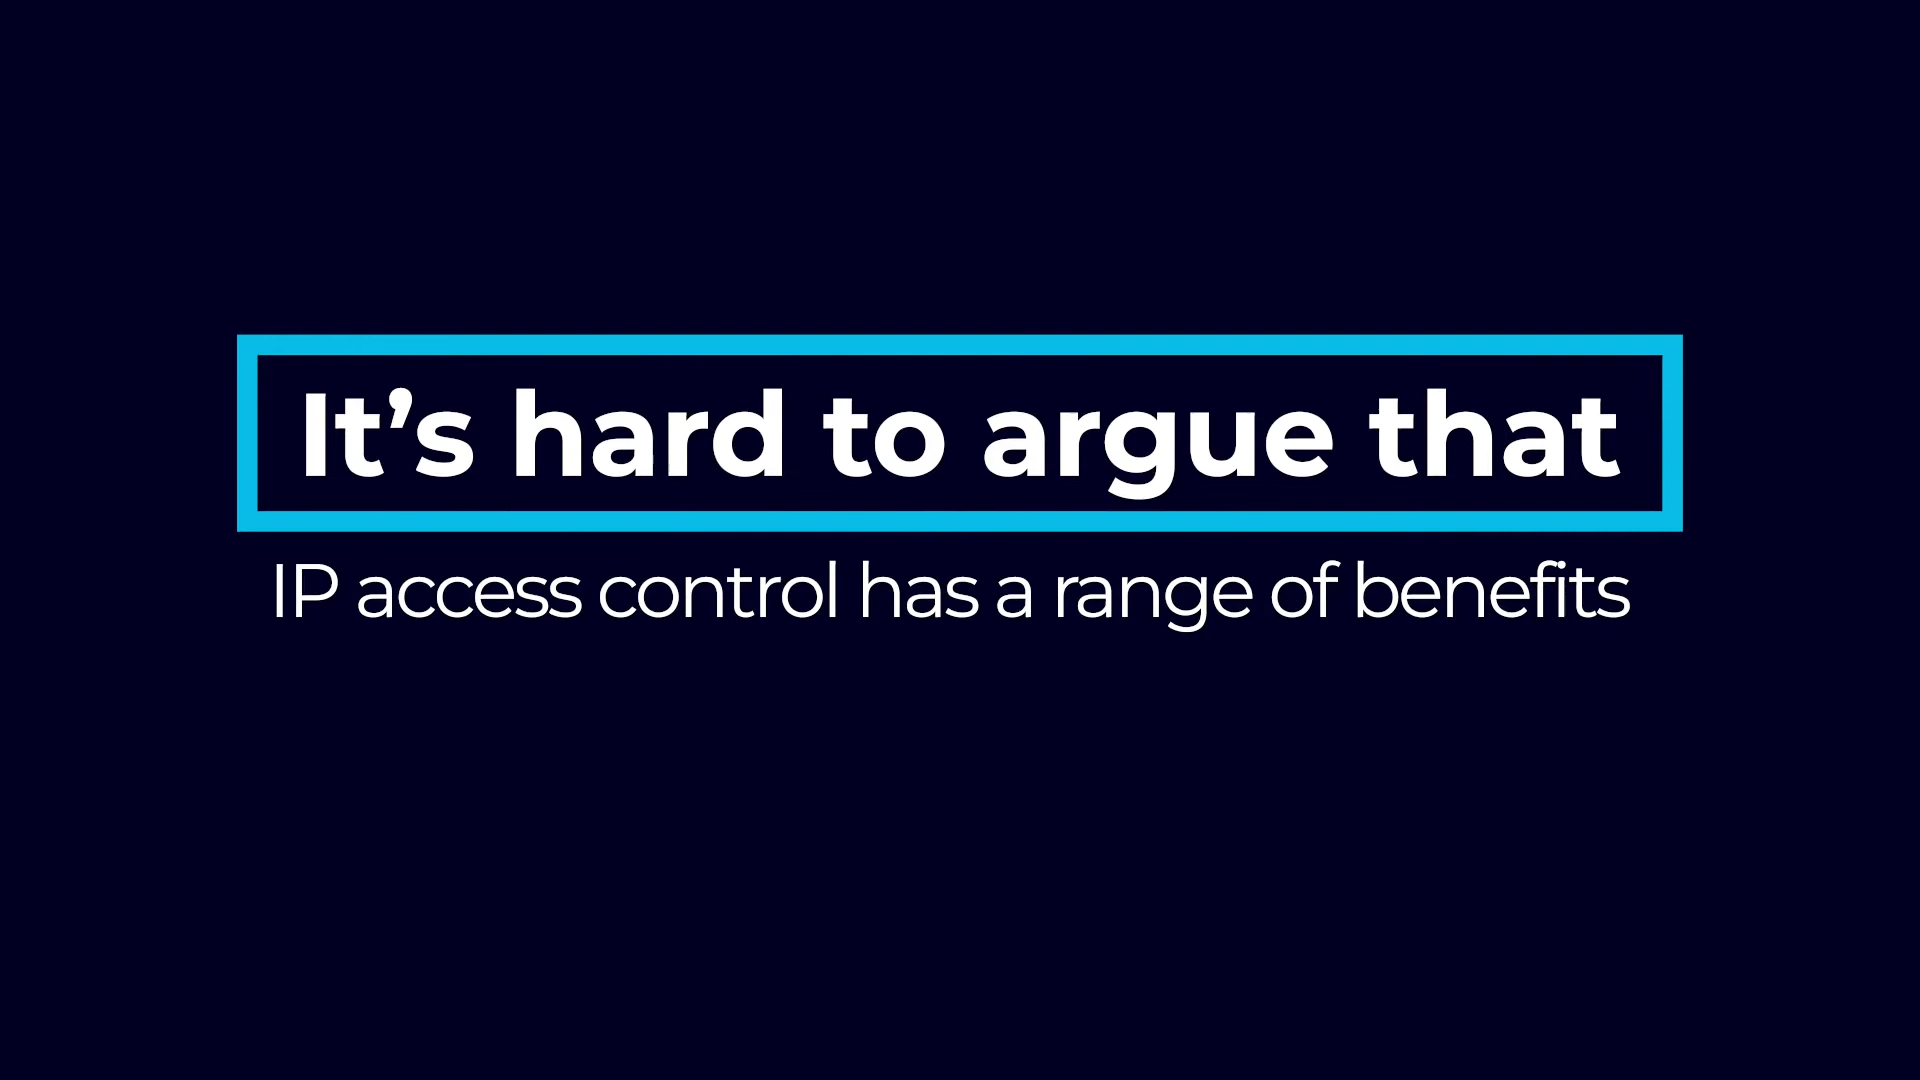 It’s hard to argue that
IP access control has a range of benefits